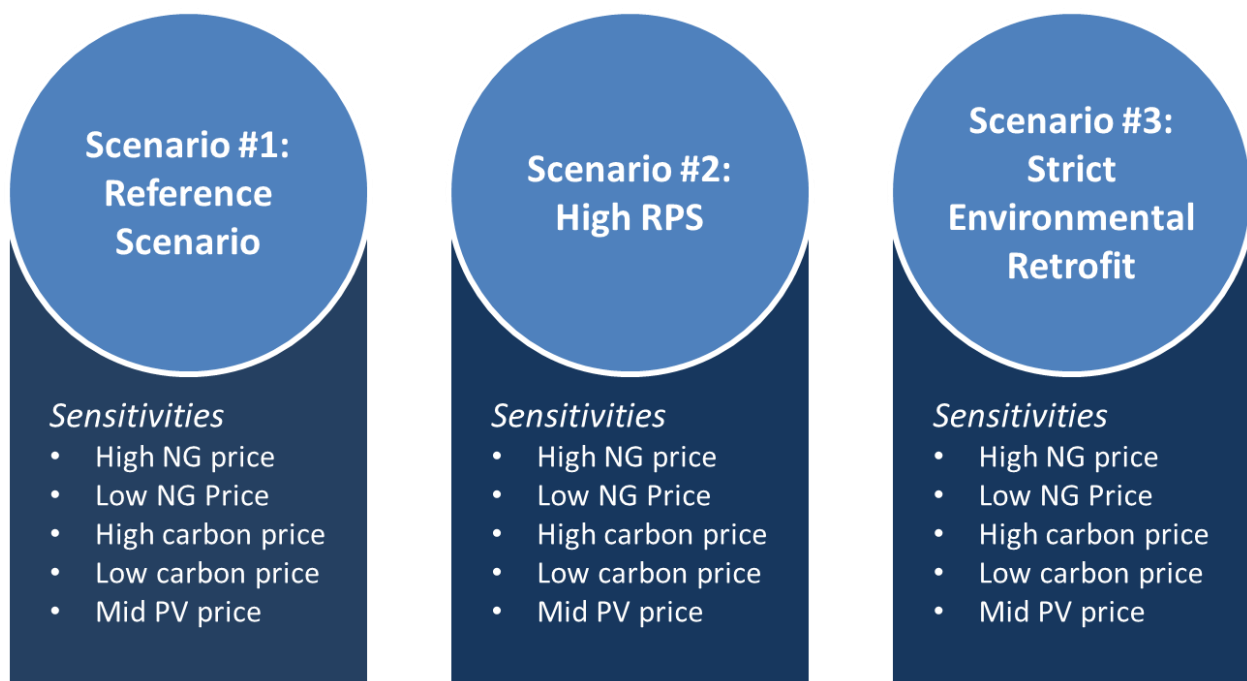 Scenario #1:
Reference
Scenario
Sensitivities
• High NG price
• Low NG Price
• High carbon price
• Low carbon price
• Mid PV price
Scenario #2:
High RPS
Sensitivities
• High NG price
• Low NG Price
• High carbon price
• Low carbon price
• Mid PV price
Scenario #3:
Strict
Environmental
Retrofit
Sensitivities
• High NG price
• Low NG Price
• High carbon price
• Low carbon price
• Mid PV price